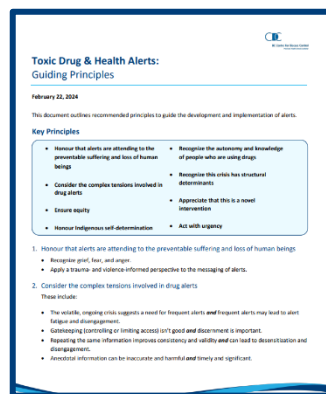 BC Centre for Disease Control
Toxic Drug & Health Alerts:
Guiding Principles
February 22, 2024
This document outlines recommended principles to guide the development and implementation of alerts.
Key Principles
• Honour that alerts are attending to the
preventable suffering and loss of human
beings
• Consider the complex tensions involved in
drug alerts
• Ensure equity
• Honour Indigenous self-determination
• Recognize the autonomy and knowledge
of people who are using drugs
• Recognize this crisis has structural
determinants
• Appreciate that this is a novel
intervention
• Act with urgency
1. Honour that alerts are attending to the preventable suffering and loss of human beings
• Recognize grief, fear, and anger.
• Apply a trauma- and violence-informed perspective to the messaging of alerts.
2. Consider the complex tensions involved in drug alerts
These include:
• The volatile, ongoing crisis suggests a need for frequent alerts and frequent alerts may lead to alert
fatigue and disengagement.
• Gatekeeping (controlling or limiting access) isn't good and discernment is important.
• Repeating the same information improves consistency and validity and can lead to desensitization and
disengagement.
• Anecdotal information can be inaccurate and harmful and timely and significant.